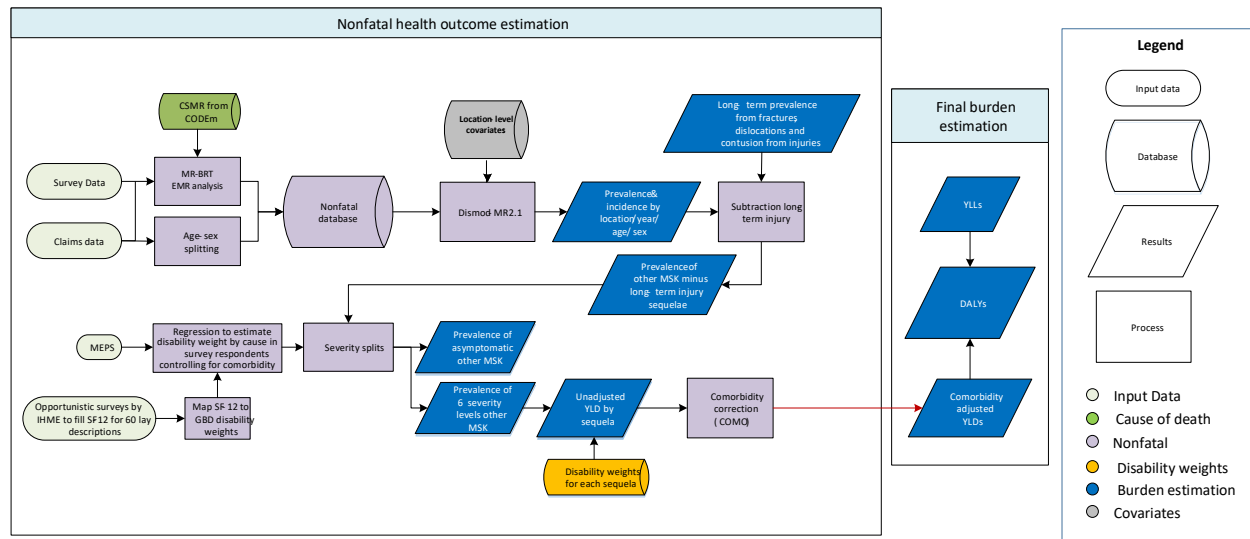 Nonfatal health outcome estimation
CSMR from
CODEm
Survey Data
Claims data
MR-BRT
EMR analysis
Age- sex
splitting
Nonfatal
database
Location level
covariates
Dismod-MR2.1
Prevalence&
incidence by
location/year/
age/ sex
Long- term prevalence
from fractures,
dislocations and
contusion from injuries
Subtraction long
term injury
Prevalenceof
other MSK minus
long- term injury
sequelae
MEPS
Regression to estimate
disability weight by cause in
survey respondents
controlling for comorbidity
Severity splits
Prevalence of
asymptomatic
other MSK
Opportunistic surveys by
IHME to fill SF12 for 60 lay
descriptions
Map SF 12 to
GBD disability
weights
Prevalence of
6 severity levels other
MSK
Unadjusted
YLD by
sequela
Disability weights
for each sequela
Comorbidity
correction
( COMO)
Final burden
estimation
YLLs
DALYs
Comorbidity
adjusted
YLDs
Legend
Input data
Database
Results
Process
Input Data
Cause of death
Nonfatal
Disability weights
Burden estimation
Covariates